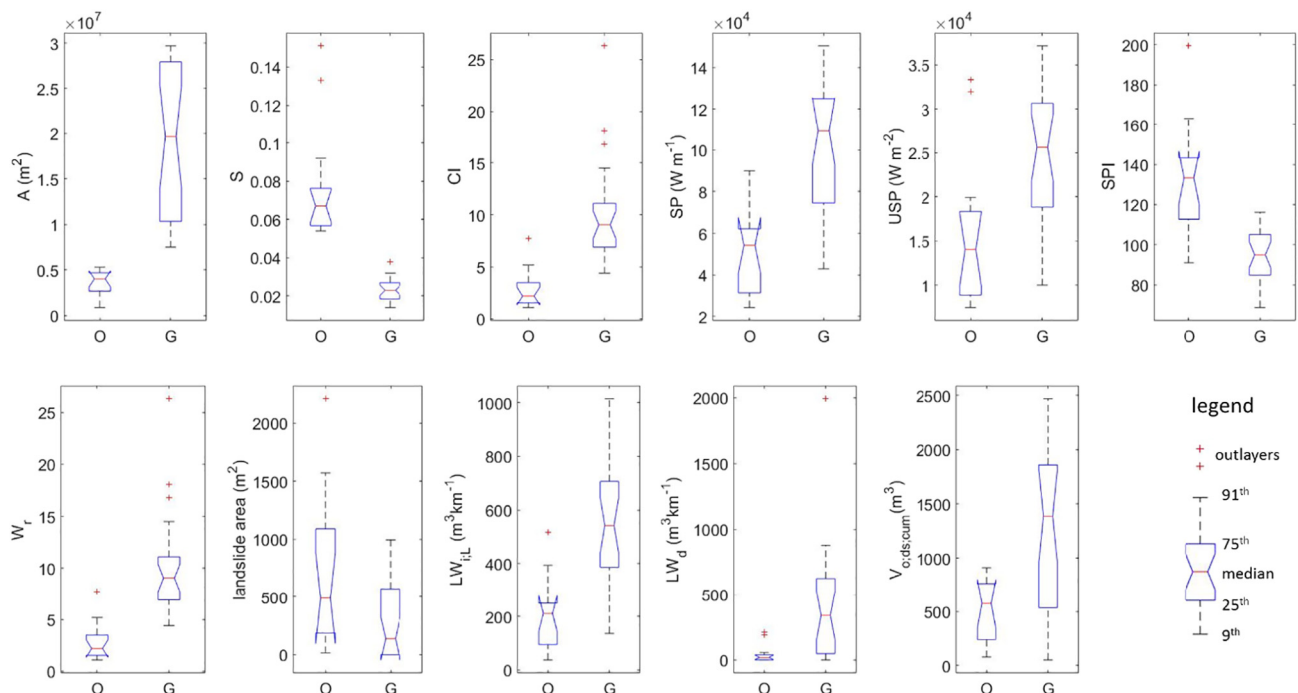 ×10⁷
3
2.5
2
1.5
1
0.5
0
A (m²)
O G
0.14
0.12
0.1
0.08
0.06
0.04
0.02
S
O G
25
20
15
10
5
0
CI
O G
×10⁴
14
12
10
8
6
4
2
SP (W m⁻¹)
O G
×10⁴
3.5
3
2.5
2
1.5
1
USP (W m⁻²)
O G
200
180
160
140
120
100
80
SPI
O G
25
20
15
10
5
0
Wᵣ
O G
2000
1500
1000
500
0
landslide area (m²)
O G
1000
800
600
400
200
0
LW_i;L (m³km⁻¹)
O G
2000
1500
1000
500
0
LW_d (m³km⁻¹)
O G
2500
2000
1500
1000
500
0
V_o;ds;cum (m³)
O G
legend
outlayers
91ᵗʰ
75ᵗʰ
median
25ᵗʰ
9ᵗʰ